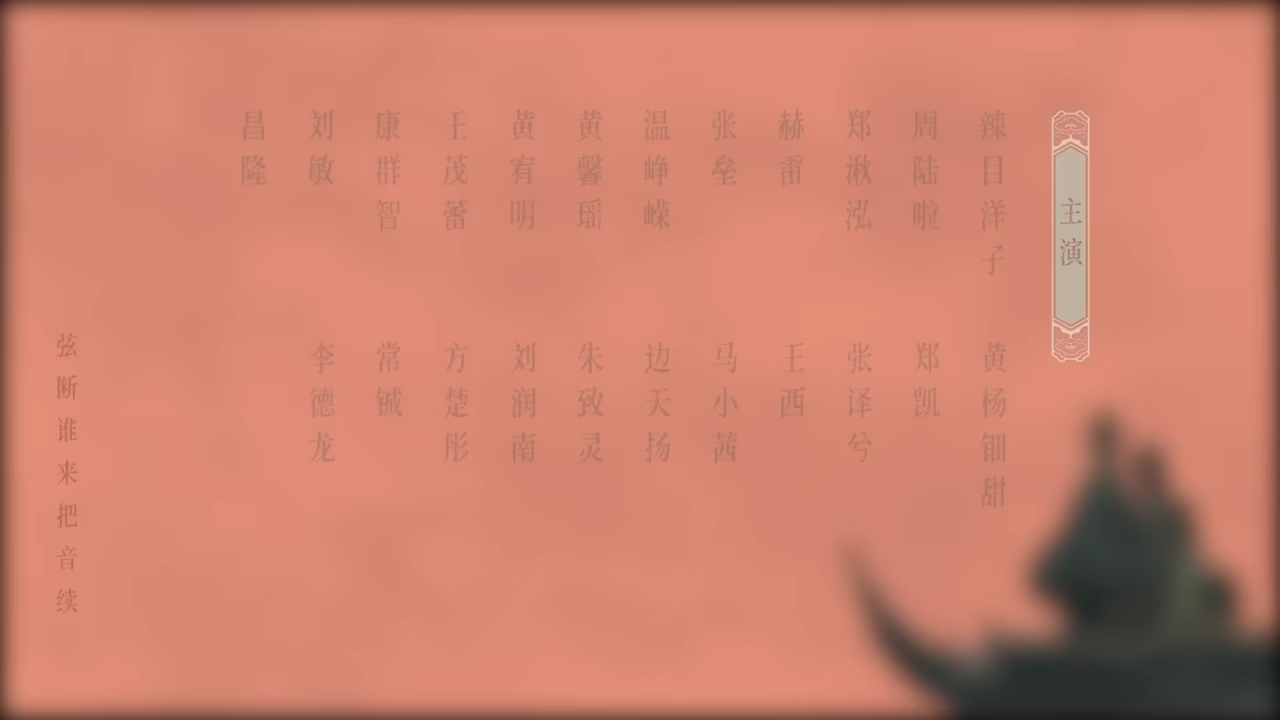 主演
辣目洋子
周陆啦
郑湫泓
赫雷
张垒
温峥嵘
黄馨瑶
黄宥明
王茂蕾
康群智
刘敏
昌隆
黄杨钿甜
郑凯
张译兮
王西
马小茜
边天扬
朱致灵
刘润南
方楚彤
常铖
李德龙
弦断谁来把音续